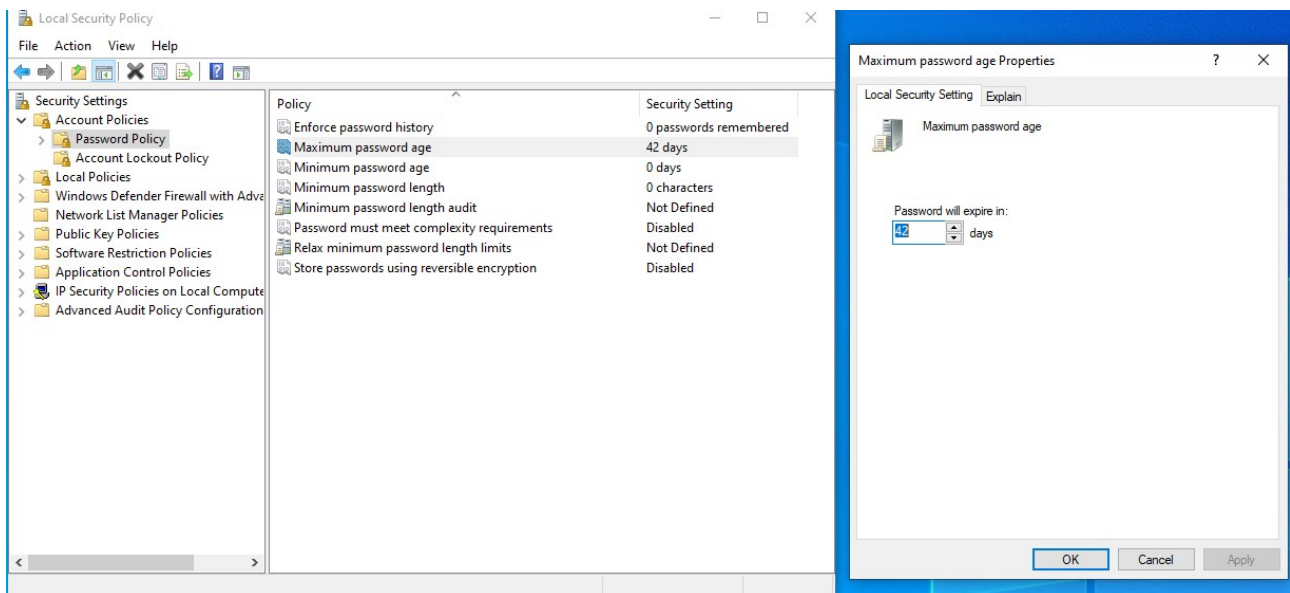 Local Security Policy
File Action View Help
Security Settings
Account Policies
Password Policy
Account Lockout Policy
Local Policies
Windows Defender Firewall with Adva
Network List Manager Policies
Public Key Policies
Software Restriction Policies
Application Control Policies
IP Security Policies on Local Compute
Advanced Audit Policy Configuration
Policy Security Setting
Enforce password history 0 passwords remembered
Maximum password age 42 days
Minimum password age 0 days
Minimum password length 0 characters
Minimum password length audit Not Defined
Password must meet complexity requirements Disabled
Relax minimum password length limits Not Defined
Store passwords using reversible encryption Disabled
Maximum password age Properties
Local Security Setting Explain
Maximum password age
Password will expire in:
42 days
OK Cancel Apply